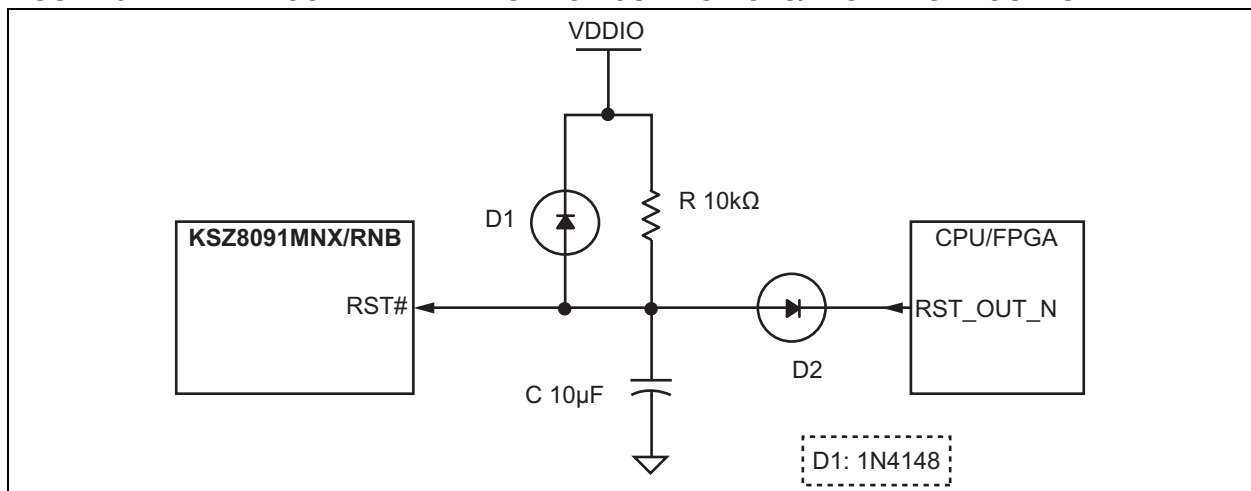 VDDIO
D1
R 10kΩ
KSZ8091MNX/RNB
CPU/FPGA
RST#
RST_OUT_N
D2
C 10µF
D1: 1N4148